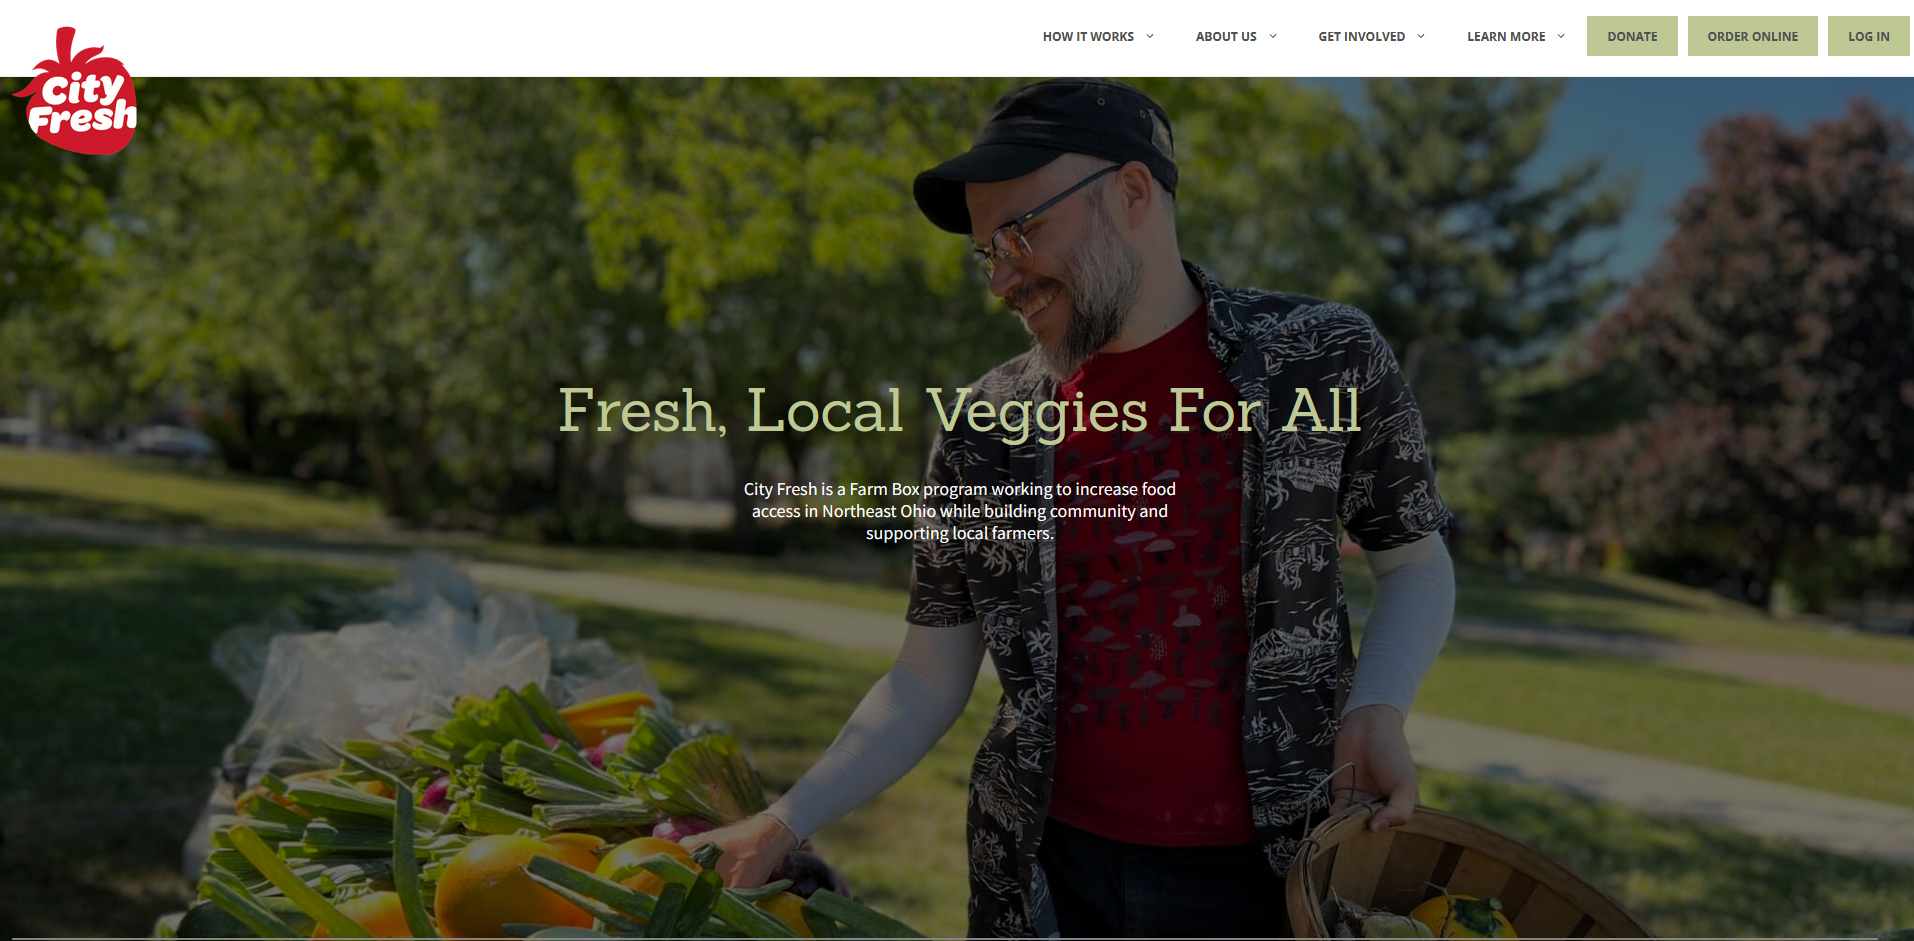 City
Fresh
HOW IT WORKS
ABOUT US
GET INVOLVED
LEARN MORE
DONATE
ORDER ONLINE
LOG IN
Fresh, Local Veggies For All
City Fresh is a Farm Box program working to increase food
access in Northeast Ohio while building community and
supporting local farmers.